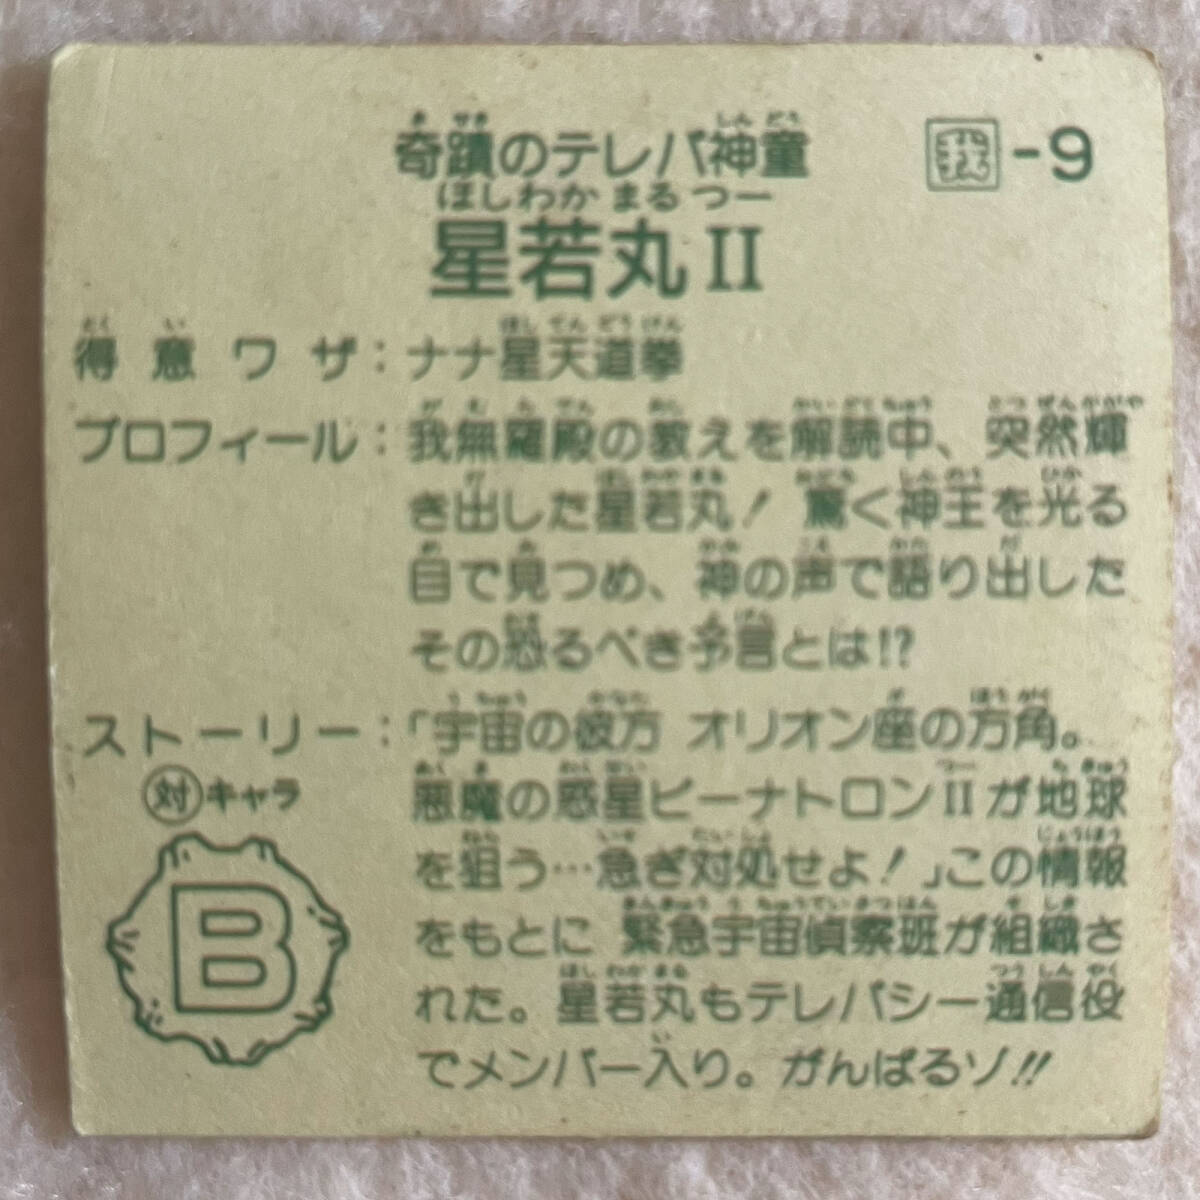 奇蹟のテレパ神童
我-9
星若丸II
得意ワザ：ナナ星天道拳
プロフィール：我無羅殿の教えを解読中、突然輝
き出した星若丸！驚く神王を光る
目で見つめ、神の声で語り出した
その恐るべき予言とは!?
ストーリー：「宇宙の彼方 オリオン座の方角。
対キャラ
悪魔の惑星ビーナトロンIIが地球
を狙う…急ぎ対処せよ！」この情報
をもとに 緊急宇宙偵察班が組織さ
れた。星若丸もテレパシー通信役
でメンバー入り。がんばるゾ!!
B